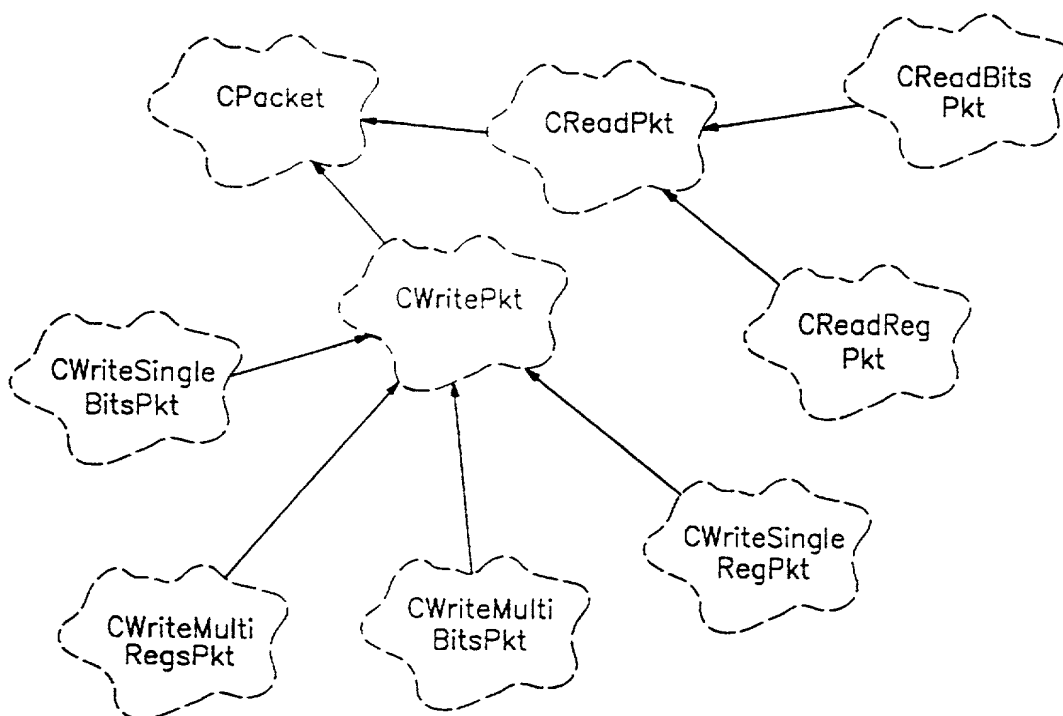 CPacket
CReadPkt
CReadBits
Pkt
CWritePkt
CReadReg
Pkt
CWriteSingle
BitsPkt
CWriteSingle
RegPkt
CWriteMulti
RegsPkt
CWriteMulti
BitsPkt